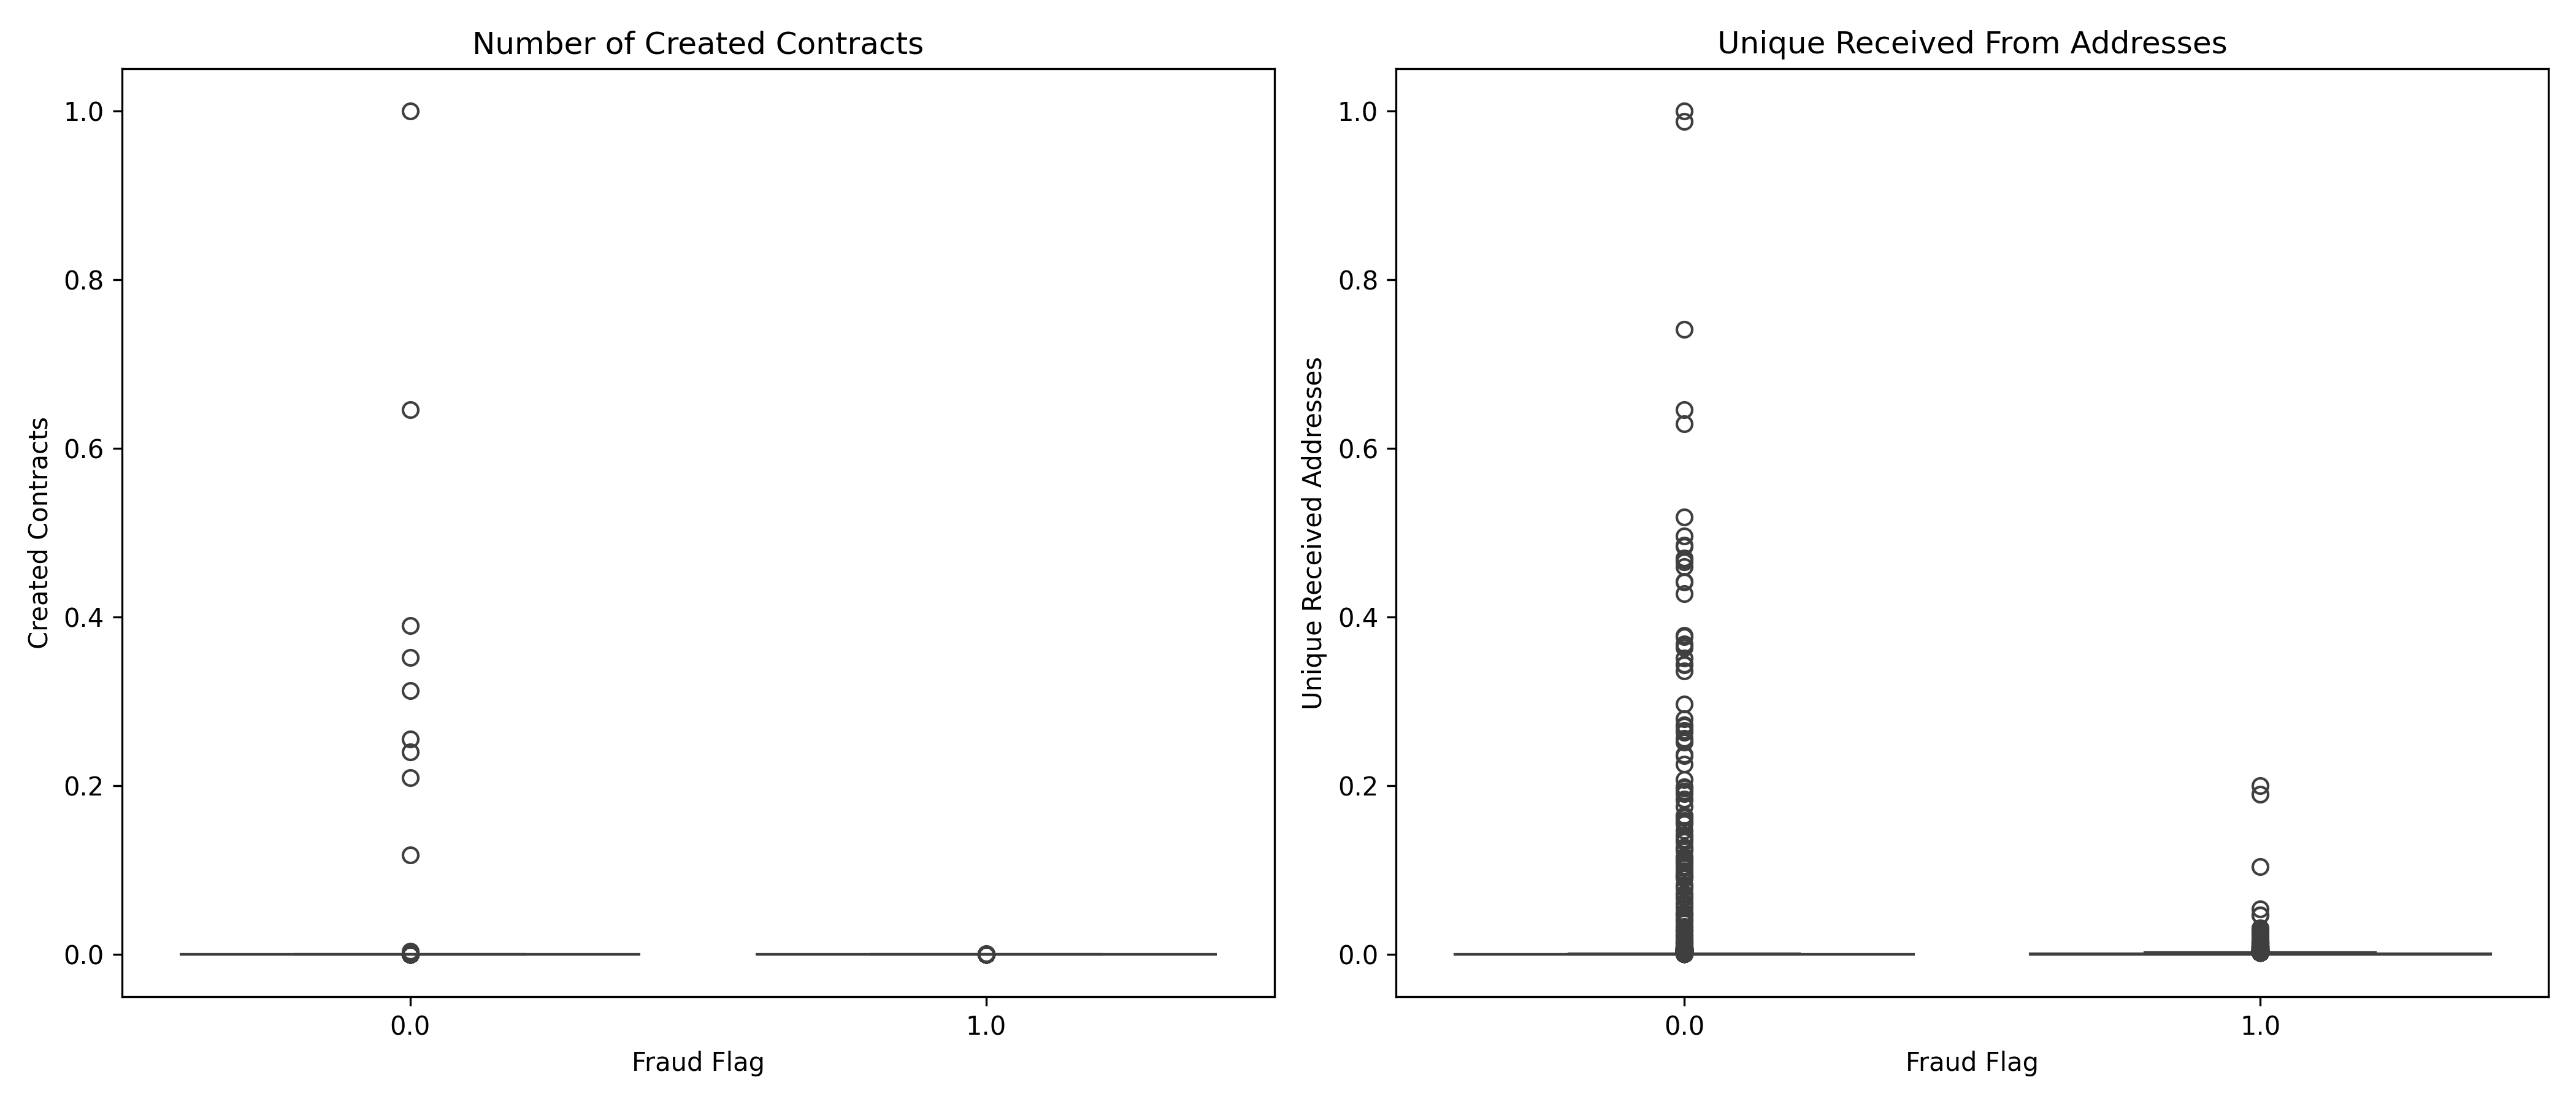 Number of Created Contracts
Created Contracts
1.0
0.8
0.6
0.4
0.2
0.0
0.0 1.0
Fraud Flag
Unique Received From Addresses
Unique Received Addresses
1.0
0.8
0.6
0.4
0.2
0.0
0.0 1.0
Fraud Flag